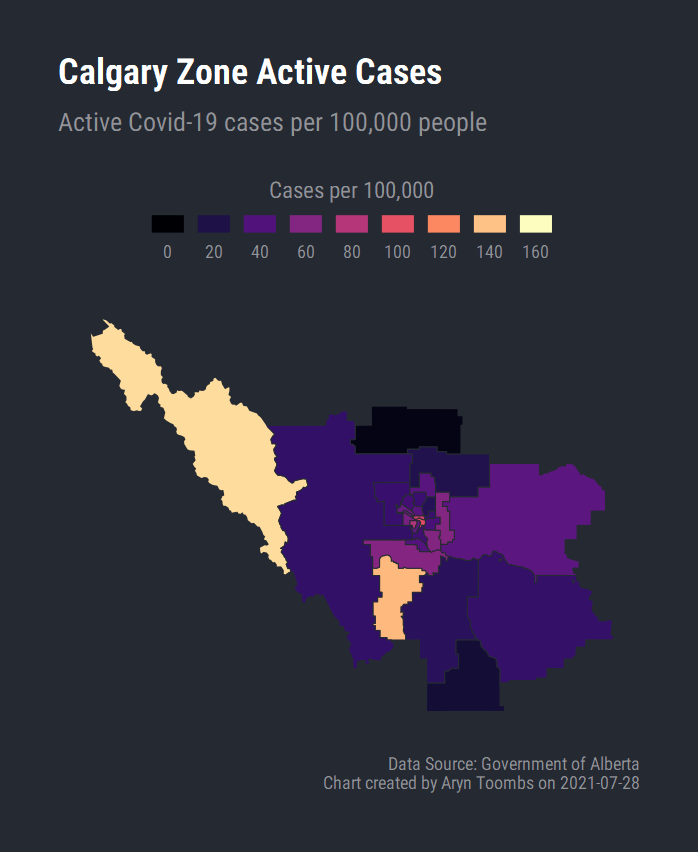 Calgary Zone Active Cases
Active Covid-19 cases per 100,000 people
Cases per 100,000
0 20 40 60 80 100 120 140 160
Data Source: Government of Alberta
Chart created by Aryn Toombs on 2021-07-28